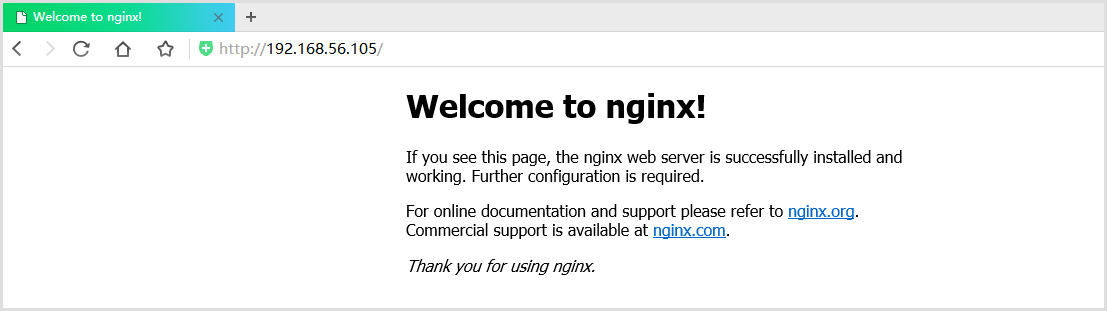 Welcome to nginx!
http://192.168.56.105/
Welcome to nginx!
If you see this page, the nginx web server is successfully installed and
working. Further configuration is required.
For online documentation and support please refer to nginx.org.
Commercial support is available at nginx.com.
Thank you for using nginx.